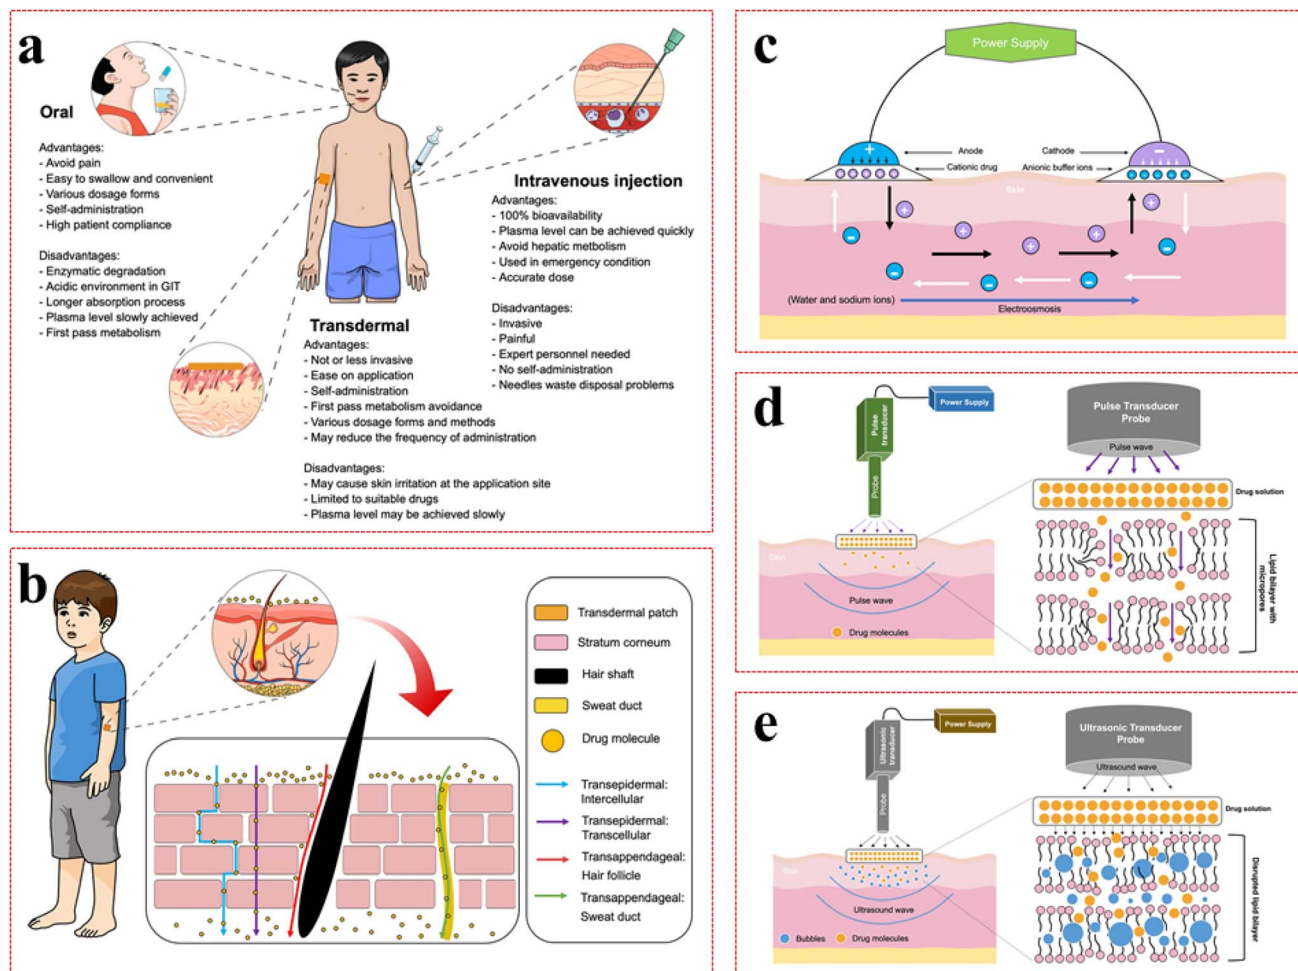 a
Oral
Advantages:
- Avoid pain
- Easy to swallow and convenient
- Various dosage forms
- Self-administration
- High patient compliance
Disadvantages:
- Enzymatic degradation
- Acidic environment in GIT
- Longer absorption process
- Plasma level slowly achieved
- First pass metabolism
Intravenous injection
Advantages:
- 100% bioavailability
- Plasma level can be achieved quickly
- Avoid hepatic metbolism
- Used in emergency condition
- Accurate dose
Disadvantages:
- Invasive
- Painful
- Expert personnel needed
- No self-administration
- Needles waste disposal problems
Transdermal
Advantages:
- Not or less invasive
- Ease on application
- Self-administration
- First pass metabolism avoidance
- Various dosage forms and methods
- May reduce the frequency of administration
Disadvantages:
- May cause skin irritation at the application site
- Limited to suitable drugs
- Plasma level may be achieved slowly
b
Transdermal patch
Stratum corneum
Hair shaft
Sweat duct
Drug molecule
Transepidermal:
Intercellular
Transepidermal:
Transcellular
Transappendageal:
Hair follicle
Transappendageal:
Sweat duct
c
Power Supply
+
-
Anode
Cathode
Cationic drug
Anionic buffer ions
Skin
(Water and sodium ions)
Electroosmosis
d
Power Supply
Pulse
transducer
Probe
Skin
Pulse wave
Drug molecules
Pulse Transducer
Probe
Pulse wave
Drug solution
Lipid bilayer with
micropores
e
Power Supply
Ultrasonic
transducer
Probe
Skin
Ultrasound wave
Bubbles
Drug molecules
Ultrasonic Transducer
Probe
Ultrasound wave
Drug solution
Disrupted lipid bilayer